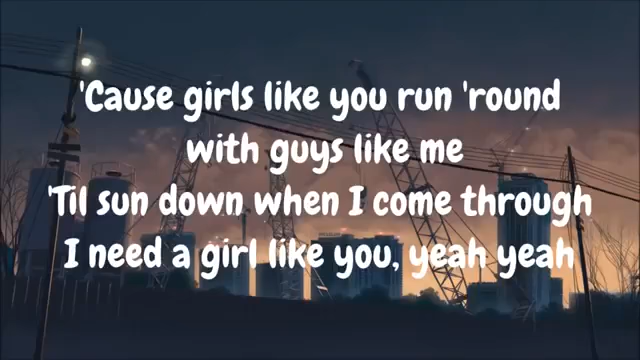 'Cause girls like you run 'round
with guys like me
'Til sun down when I come through
I need a girl like you, yeah yeah